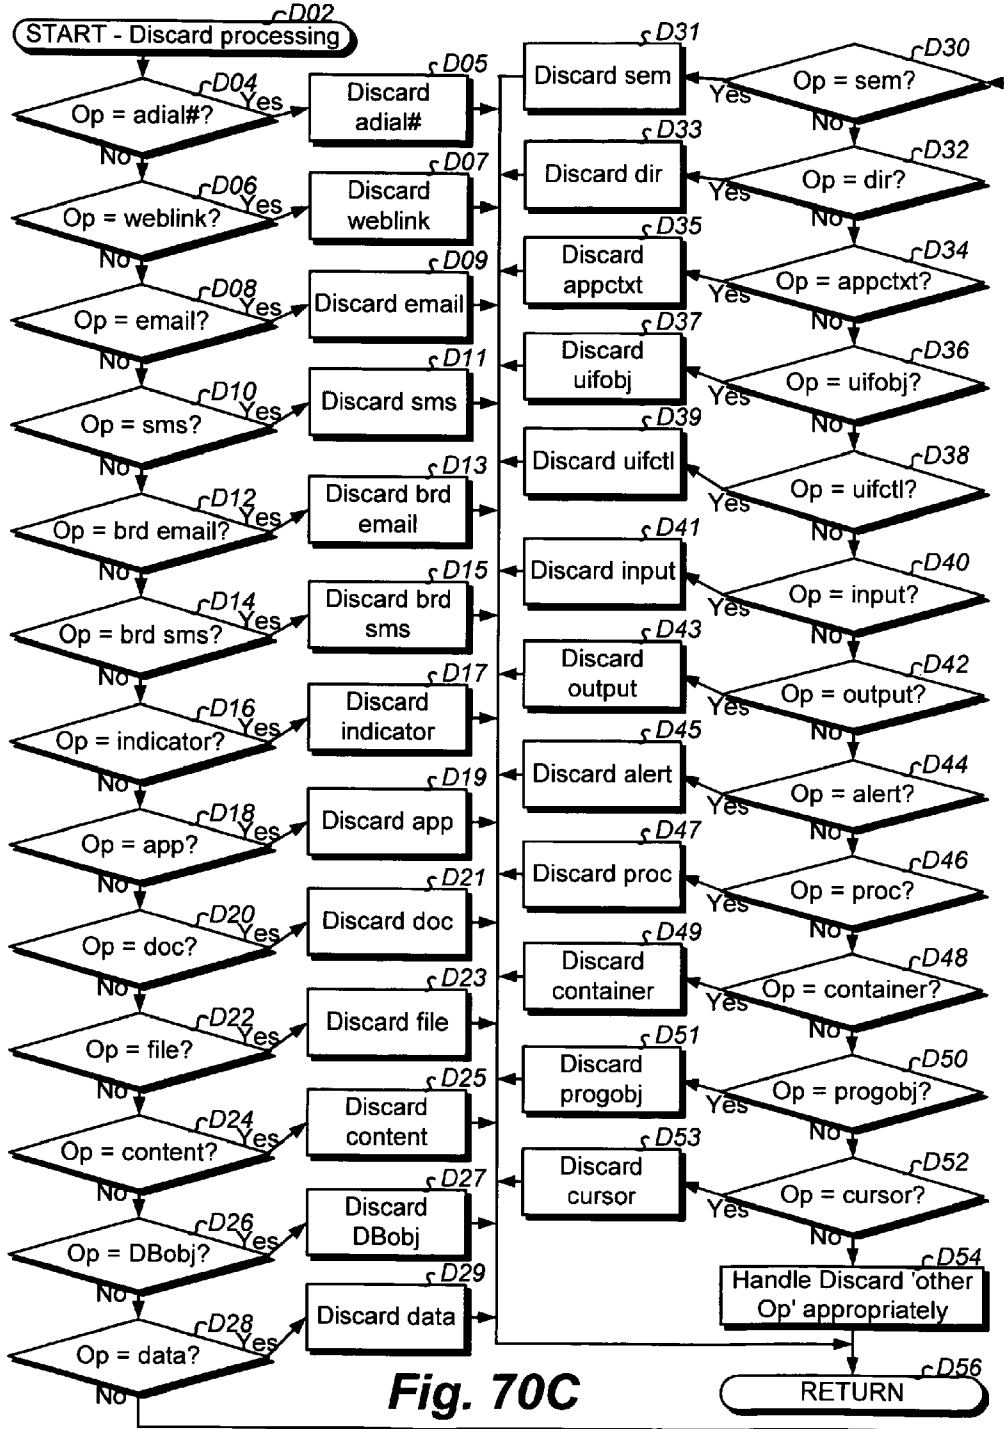 D02
START - Discard processing
D04
Op = adial#?
Yes
No
D05
Discard
adial#
D06
Op = weblink?
Yes
No
D07
Discard
weblink
D08
Op = email?
Yes
No
D09
Discard email
D10
Op = sms?
Yes
No
D11
Discard sms
D12
Op = brd email?
Yes
No
D13
Discard brd
email
D14
Op = brd sms?
Yes
No
D15
Discard brd
sms
D16
Op = indicator?
Yes
No
D17
Discard
indicator
D18
Op = app?
Yes
No
D19
Discard app
D20
Op = doc?
Yes
No
D21
Discard doc
D22
Op = file?
Yes
No
D23
Discard file
D24
Op = content?
Yes
No
D25
Discard
content
D26
Op = DBobj?
Yes
No
D27
Discard
DBobj
D28
Op = data?
Yes
No
D29
Discard data
D30
Op = sem?
Yes
No
D31
Discard sem
D32
Op = dir?
Yes
No
D33
Discard dir
D34
Op = appctxt?
Yes
No
D35
Discard
appctxt
D36
Op = uifobj?
Yes
No
D37
Discard
uifobj
D38
Op = uifctl?
Yes
No
D39
Discard uifctl
D40
Op = input?
Yes
No
D41
Discard input
D42
Op = output?
Yes
No
D43
Discard
output
D44
Op = alert?
Yes
No
D45
Discard alert
D46
Op = proc?
Yes
No
D47
Discard proc
D48
Op = container?
Yes
No
D49
Discard
container
D50
Op = progobj?
Yes
No
D51
Discard
progobj
D52
Op = cursor?
Yes
No
D53
Discard
cursor
D54
Handle Discard 'other
Op' appropriately
D56
RETURN
Fig. 70C